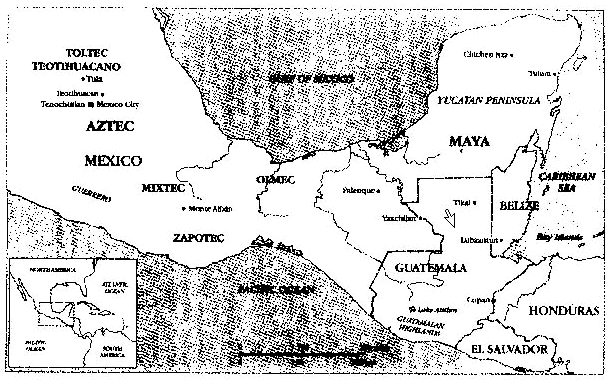 TOLTEC
TEOTIHUACANO
Tula
Teotihuacan
Tenochtitlan Mexico City
AZTEC
MEXICO
GUERRERO
MIXTEC
Monte Albán
ZAPOTEC
OLMEC
GULF OF MEXICO
Chichen Itza
Tulum
YUCATAN PENINSULA
MAYA
CARIBBEAN
SEA
Palenque
Yaxchilan
Tikal
BELIZE
Lubaantun
Bay Islands
GUATEMALA
Lake Atitlan
GUATEMALAN
HIGHLANDS
Copan
HONDURAS
EL SALVADOR
PACIFIC OCEAN
NORTH AMERICA
ATLANTIC
OCEAN
PACIFIC
OCEAN
SOUTH
AMERICA